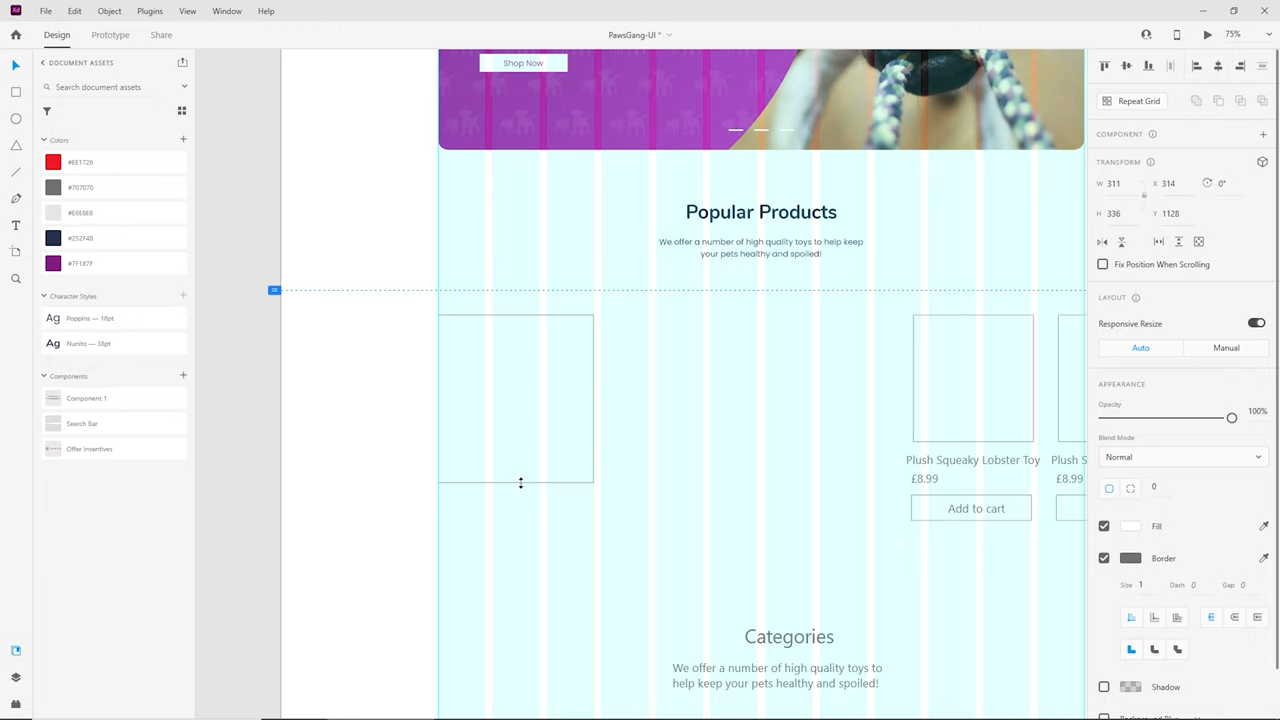 File Edit Object Plugins View Window Help
Design Prototype Share
PawsGang-UI *
75%
DOCUMENT ASSETS
Search document assets
Colors
#EE1726
#707070
#E6E6E6
#252F48
#7F187F
Character Styles
Ag Poppins — 16pt
Ag Nunito — 38pt
Components
Component 1
Search Bar
Offer Insentives
Shop Now
Popular Products
We offer a number of high quality toys to help keep
your pets healthy and spoiled!
Plush Squeaky Lobster Toy
Plush S
£8.99
£8.99
Add to cart
Categories
We offer a number of high quality toys to
help keep your pets healthy and spoiled!
Repeat Grid
COMPONENT
TRANSFORM
W 311 X 314 0°
H 336 Y 1128
Fix Position When Scrolling
LAYOUT
Responsive Resize
Auto Manual
APPEARANCE
Opacity
100%
Blend Mode
Normal
0
Fill
Border
Size 1 Dash 0 Gap 0
Shadow